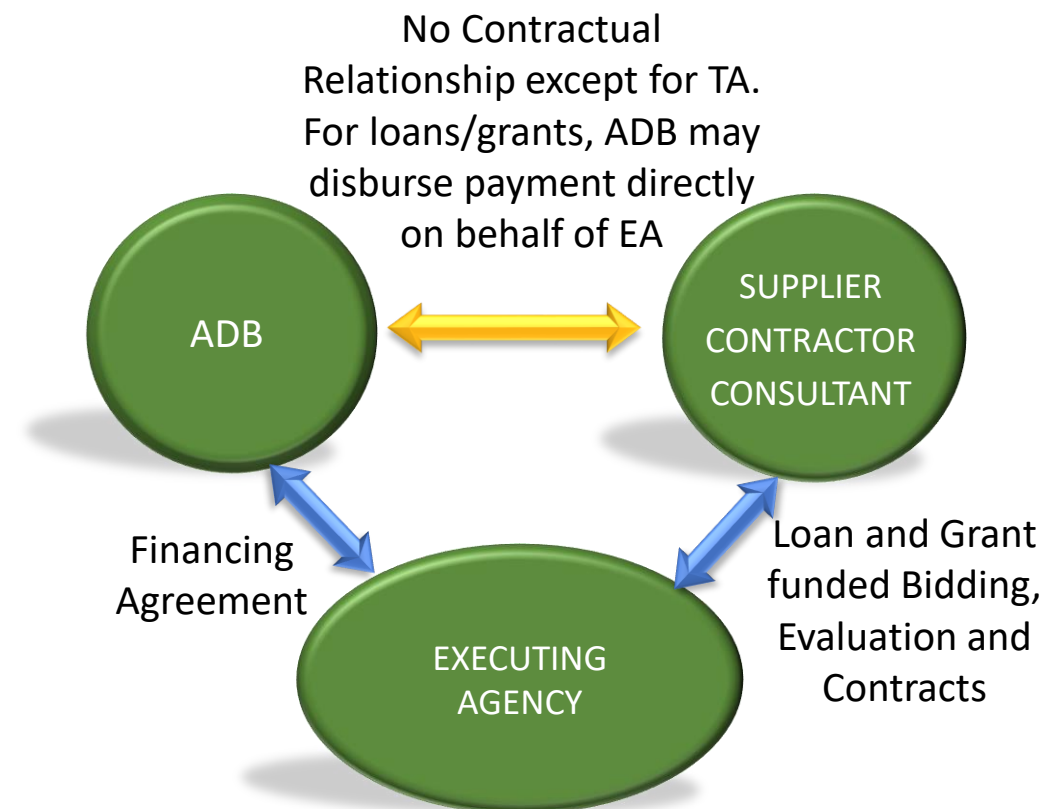 No Contractual
Relationship except for TA.
For loans/grants, ADB may
disburse payment directly
on behalf of EA
ADB
SUPPLIER
CONTRACTOR
CONSULTANT
Financing
Agreement
Loan and Grant
funded Bidding,
Evaluation and
Contracts
EXECUTING
AGENCY